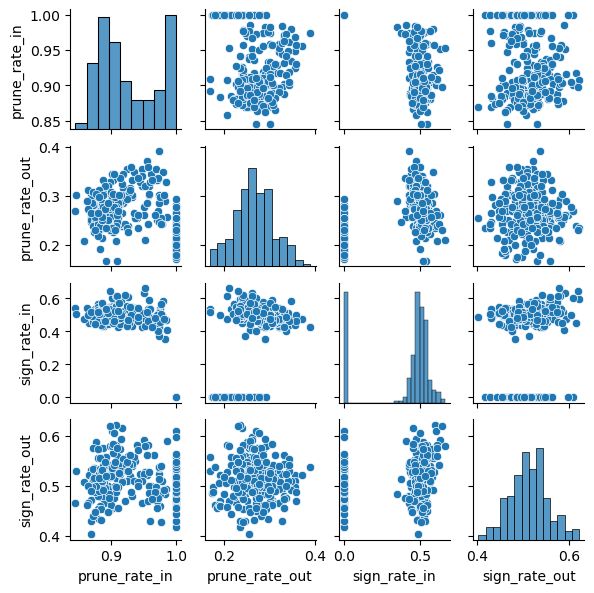 prune_rate_in
1.00
0.95
0.90
0.85
prune_rate_out
0.4
0.3
0.2
sign_rate_in
0.6
0.4
0.2
0.0
sign_rate_out
0.6
0.5
0.4
0.9 1.0 0.2 0.4 0.0 0.5 0.4 0.6
prune_rate_in prune_rate_out sign_rate_in sign_rate_out